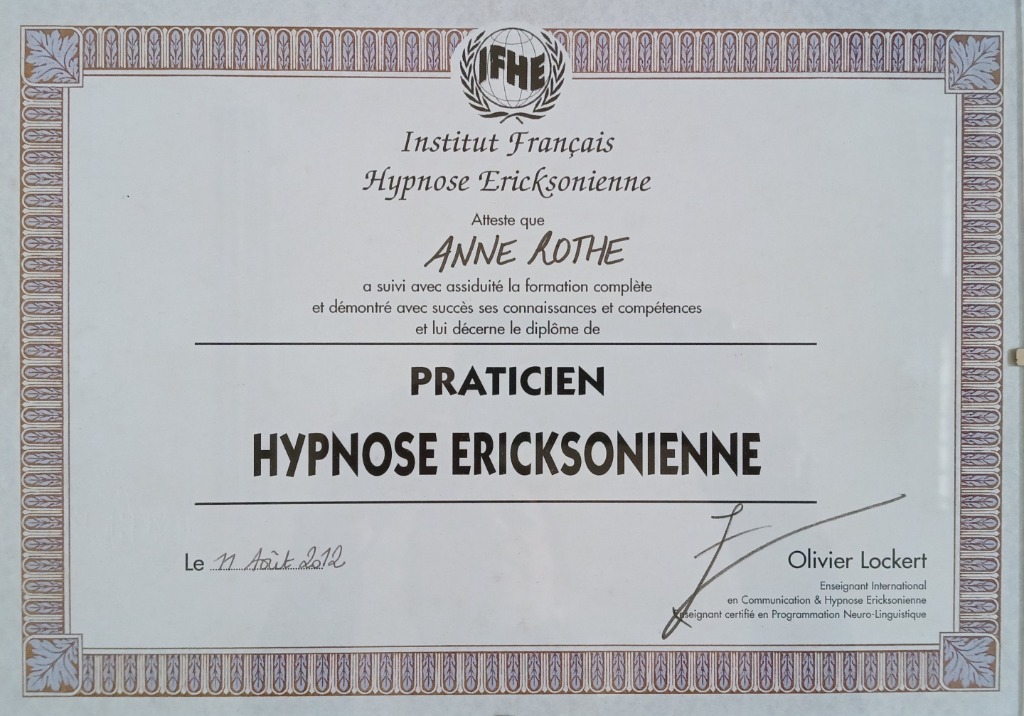 IFHE
Institut Français
Hypnose Ericksonienne
Atteste que
ANNE ROTHE
a suivi avec assiduité la formation complète
et démontré avec succès ses connaissances et compétences
et lui décerne le diplôme de
PRATICIEN
HYPNOSE ERICKSONIENNE
Le 11 Août 2012
Olivier Lockert
Enseignant International
en Communication & Hypnose Ericksonienne
Enseignant certifié en Programmation Neuro-Linguistique